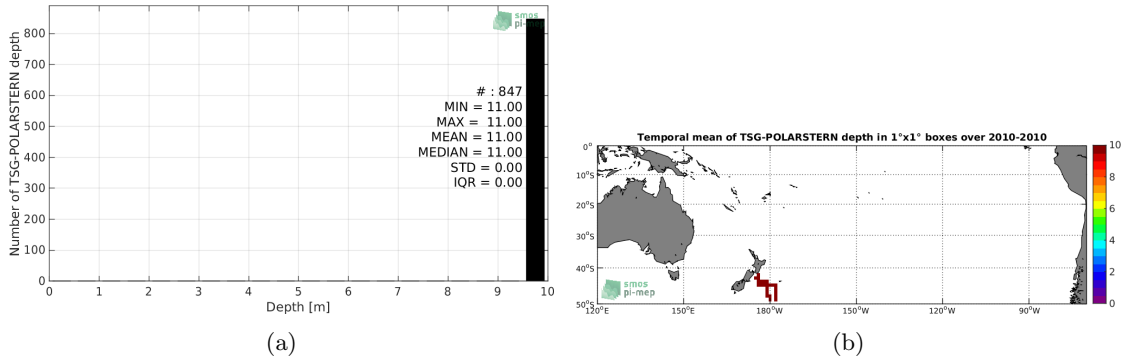 Number of TSG-POLARSTERN depth
800
700
600
500
400
300
200
100
0
smos
pi-mep
# : 847
MIN = 11.00
MAX = 11.00
MEAN = 11.00
MEDIAN = 11.00
STD = 0.00
IQR = 0.00
0 1 2 3 4 5 6 7 8 9 10
Depth [m]
(a)
Temporal mean of TSG-POLARSTERN depth in 1°x1° boxes over 2010-2010
0°
10°S
20°S
30°S
40°S
50°S
120°E 150°E 180°W 150°W 120°W 90°W
smos
pi-mep
10
8
6
4
2
0
(b)